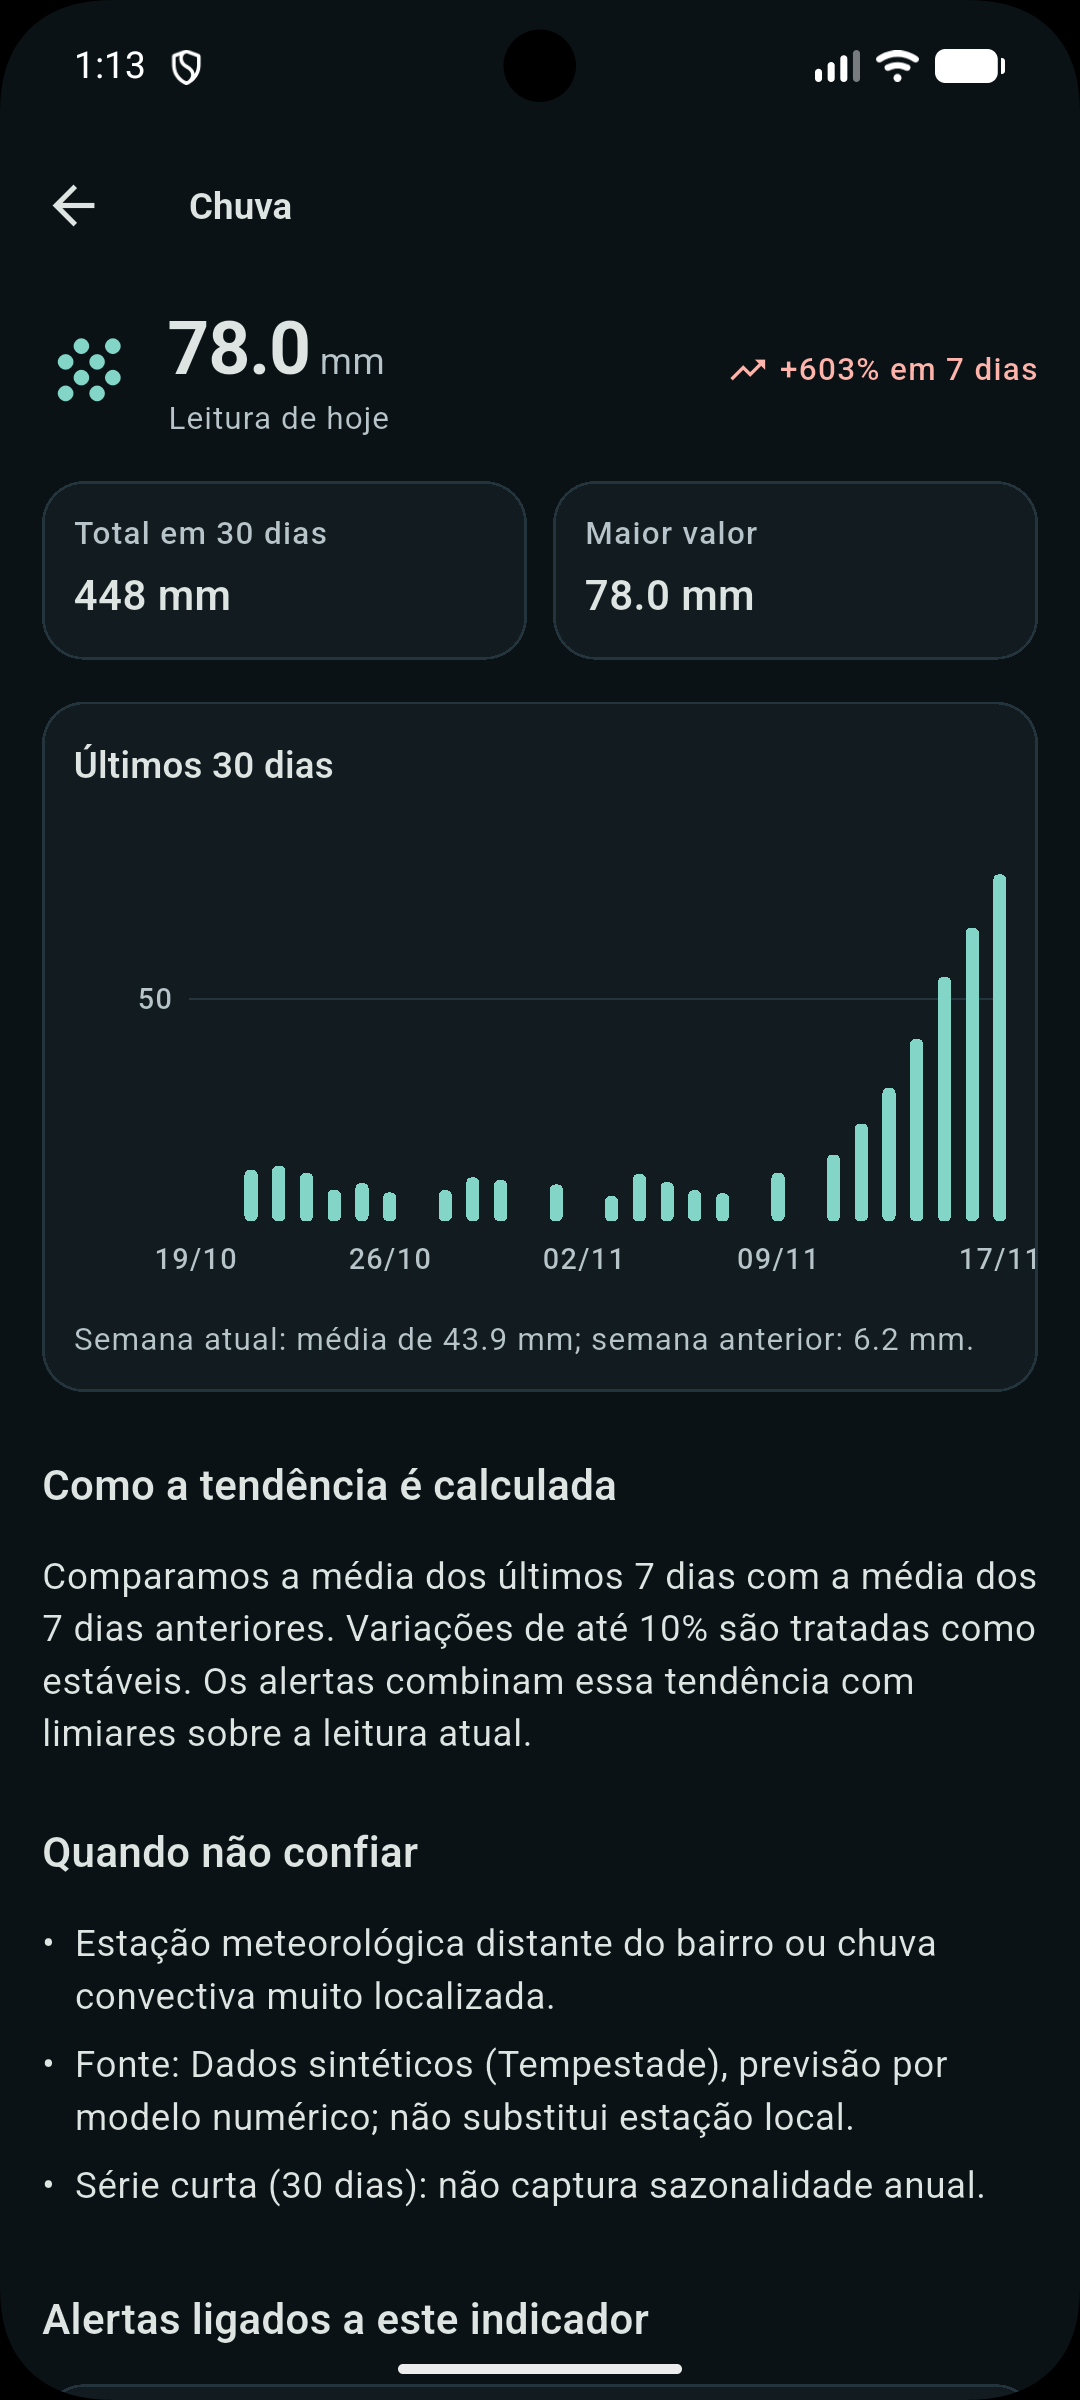 1:13
Chuva
78.0 mm
+603% em 7 dias
Leitura de hoje
Total em 30 dias
448 mm
Maior valor
78.0 mm
Últimos 30 dias
50
19/10 26/10 02/11 09/11 17/11
Semana atual: média de 43.9 mm; semana anterior: 6.2 mm.
Como a tendência é calculada
Comparamos a média dos últimos 7 dias com a média dos
7 dias anteriores. Variações de até 10% são tratadas como
estáveis. Os alertas combinam essa tendência com
limiares sobre a leitura atual.
Quando não confiar
• Estação meteorológica distante do bairro ou chuva
convectiva muito localizada.
• Fonte: Dados sintéticos (Tempestade), previsão por
modelo numérico; não substitui estação local.
• Série curta (30 dias): não captura sazonalidade anual.
Alertas ligados a este indicador